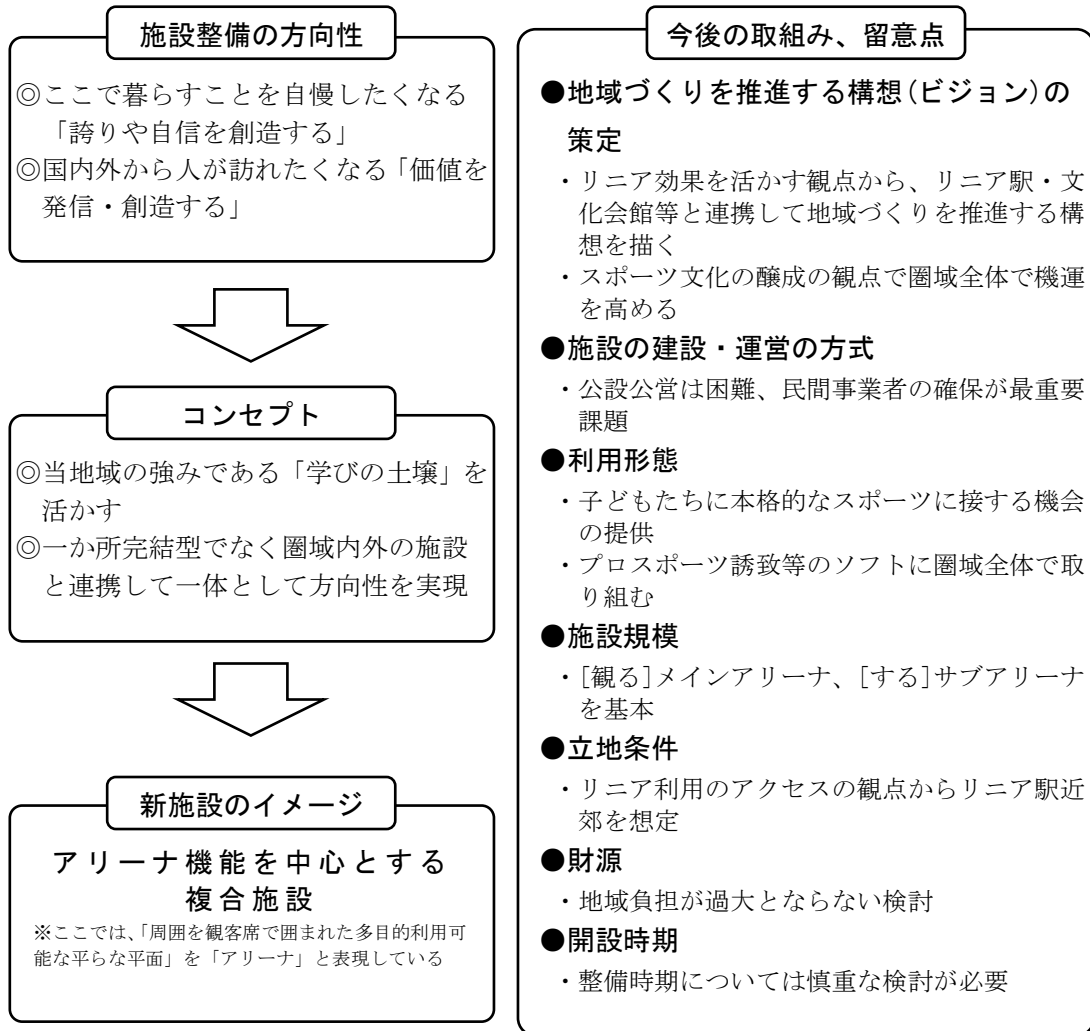 施設整備の方向性
◎ここで暮らすことを自慢したくなる
「誇りや自信を創造する」
◎国内外から人が訪れたくなる「価値を
発信・創造する」
コンセプト
◎当地域の強みである「学びの土壌」を
活かす
◎一か所完結型でなく圏域内外の施設
と連携して一体として方向性を実現
新施設のイメージ
アリーナ機能を中心とする
複合施設
※ここでは、「周囲を観客席で囲まれた多目的利用可
能な平らな平面」を「アリーナ」と表現している
今後の取組み、留意点
●地域づくりを推進する構想(ビジョン)の
策定
・リニア効果を活かす観点から、リニア駅・文
化会館等と連携して地域づくりを推進する構
想を描く
・スポーツ文化の醸成の観点で圏域全体で機運
を高める
●施設の建設・運営の方式
・公設公営は困難、民間事業者の確保が最重要
課題
●利用形態
・子どもたちに本格的なスポーツに接する機会
の提供
・プロスポーツ誘致等のソフトに圏域全体で取
り組む
●施設規模
・[観る]メインアリーナ、[する]サブアリーナ
を基本
●立地条件
・リニア利用のアクセスの観点からリニア駅近
郊を想定
●財源
・地域負担が過大とならない検討
●開設時期
・整備時期については慎重な検討が必要